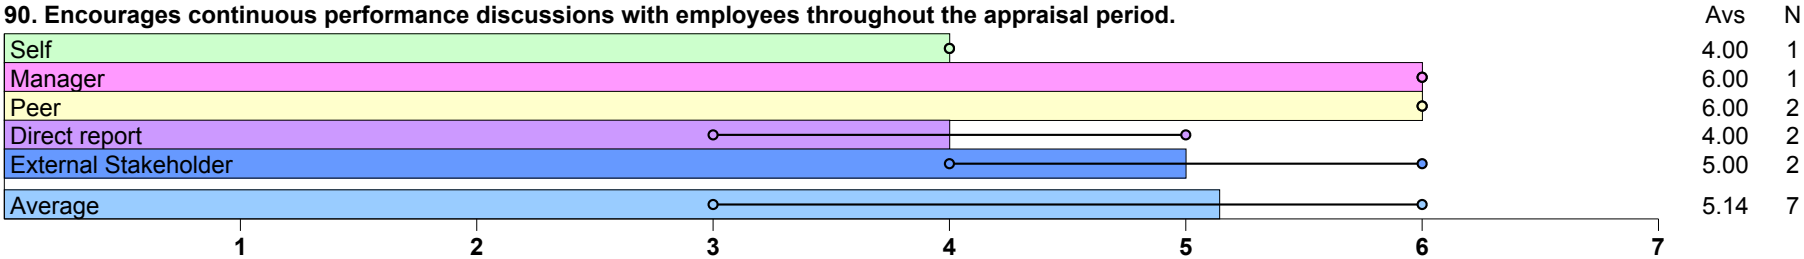 90. Encourages continuous performance discussions with employees throughout the appraisal period. Avs N
Self 4.00 1
Manager 6.00 1
Peer 6.00 2
Direct report 4.00 2
External Stakeholder 5.00 2
Average 5.14 7
1 2 3 4 5 6 7